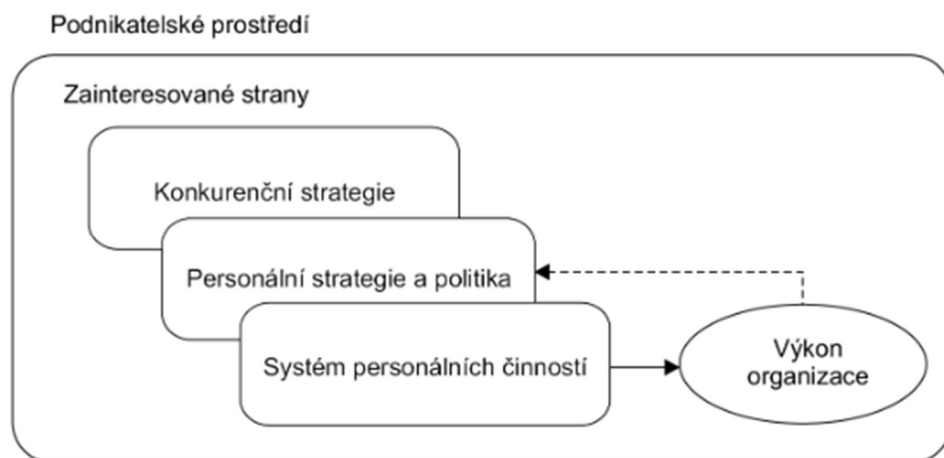 Podnikatelské prostředí
Zainteresované strany
Konkurenční strategie
Personální strategie a politika
Systém personálních činností
Výkon
organizace